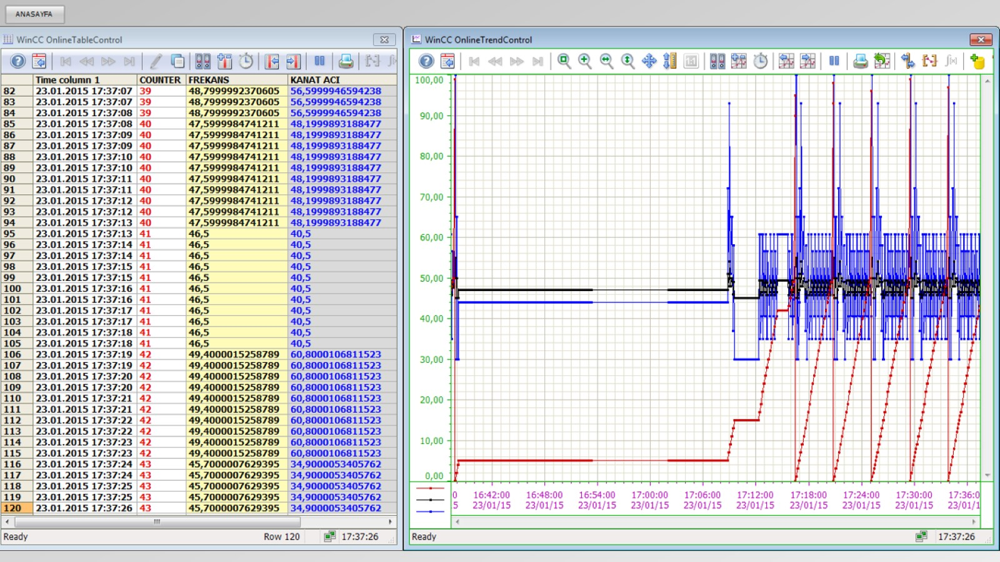 ANASAYFA
WinCC OnlineTableControl
Time column 1 COUNTER FREKANS KANAT ACI
82 23.01.2015 17:37:07 39 48,7999992370605 56,5999946594238
83 23.01.2015 17:37:07 39 48,7999992370605 56,5999946594238
84 23.01.2015 17:37:08 39 48,7999992370605 56,5999946594238
85 23.01.2015 17:37:08 40 47,5999984741211 48,1999893188477
86 23.01.2015 17:37:09 40 47,5999984741211 48,1999893188477
87 23.01.2015 17:37:09 40 47,5999984741211 48,1999893188477
88 23.01.2015 17:37:10 40 47,5999984741211 48,1999893188477
89 23.01.2015 17:37:10 40 47,5999984741211 48,1999893188477
90 23.01.2015 17:37:11 40 47,5999984741211 48,1999893188477
91 23.01.2015 17:37:11 40 47,5999984741211 48,1999893188477
92 23.01.2015 17:37:12 40 47,5999984741211 48,1999893188477
93 23.01.2015 17:37:12 40 47,5999984741211 48,1999893188477
94 23.01.2015 17:37:13 40 47,5999984741211 48,1999893188477
95 23.01.2015 17:37:13 41 46,5 40,5
96 23.01.2015 17:37:14 41 46,5 40,5
97 23.01.2015 17:37:14 41 46,5 40,5
98 23.01.2015 17:37:15 41 46,5 40,5
99 23.01.2015 17:37:15 41 46,5 40,5
100 23.01.2015 17:37:16 41 46,5 40,5
101 23.01.2015 17:37:16 41 46,5 40,5
102 23.01.2015 17:37:17 41 46,5 40,5
103 23.01.2015 17:37:17 41 46,5 40,5
104 23.01.2015 17:37:18 41 46,5 40,5
105 23.01.2015 17:37:18 41 46,5 40,5
106 23.01.2015 17:37:19 42 49,4000015258789 60,8000106811523
107 23.01.2015 17:37:19 42 49,4000015258789 60,8000106811523
108 23.01.2015 17:37:20 42 49,4000015258789 60,8000106811523
109 23.01.2015 17:37:20 42 49,4000015258789 60,8000106811523
110 23.01.2015 17:37:21 42 49,4000015258789 60,8000106811523
111 23.01.2015 17:37:21 42 49,4000015258789 60,8000106811523
112 23.01.2015 17:37:22 42 49,4000015258789 60,8000106811523
113 23.01.2015 17:37:22 42 49,4000015258789 60,8000106811523
114 23.01.2015 17:37:23 42 49,4000015258789 60,8000106811523
115 23.01.2015 17:37:23 42 49,4000015258789 60,8000106811523
116 23.01.2015 17:37:24 43 45,7000007629395 34,9000053405762
117 23.01.2015 17:37:24 43 45,7000007629395 34,9000053405762
118 23.01.2015 17:37:25 43 45,7000007629395 34,9000053405762
119 23.01.2015 17:37:25 43 45,7000007629395 34,9000053405762
120 23.01.2015 17:37:26 43 45,7000007629395 34,9000053405762
Ready Row 120 17:37:26
WinCC OnlineTrendControl
100,00
90,00
80,00
70,00
60,00
50,00
40,00
30,00
20,00
10,00
0,00
0 16:42:00 16:48:00 16:54:00 17:00:00 17:06:00 17:12:00 17:18:00 17:24:00 17:30:00 17:36:0
5 23/01/15 23/01/15 23/01/15 23/01/15 23/01/15 23/01/15 23/01/15 23/01/15 23/01/15 23/01/1
Ready 17:37:26